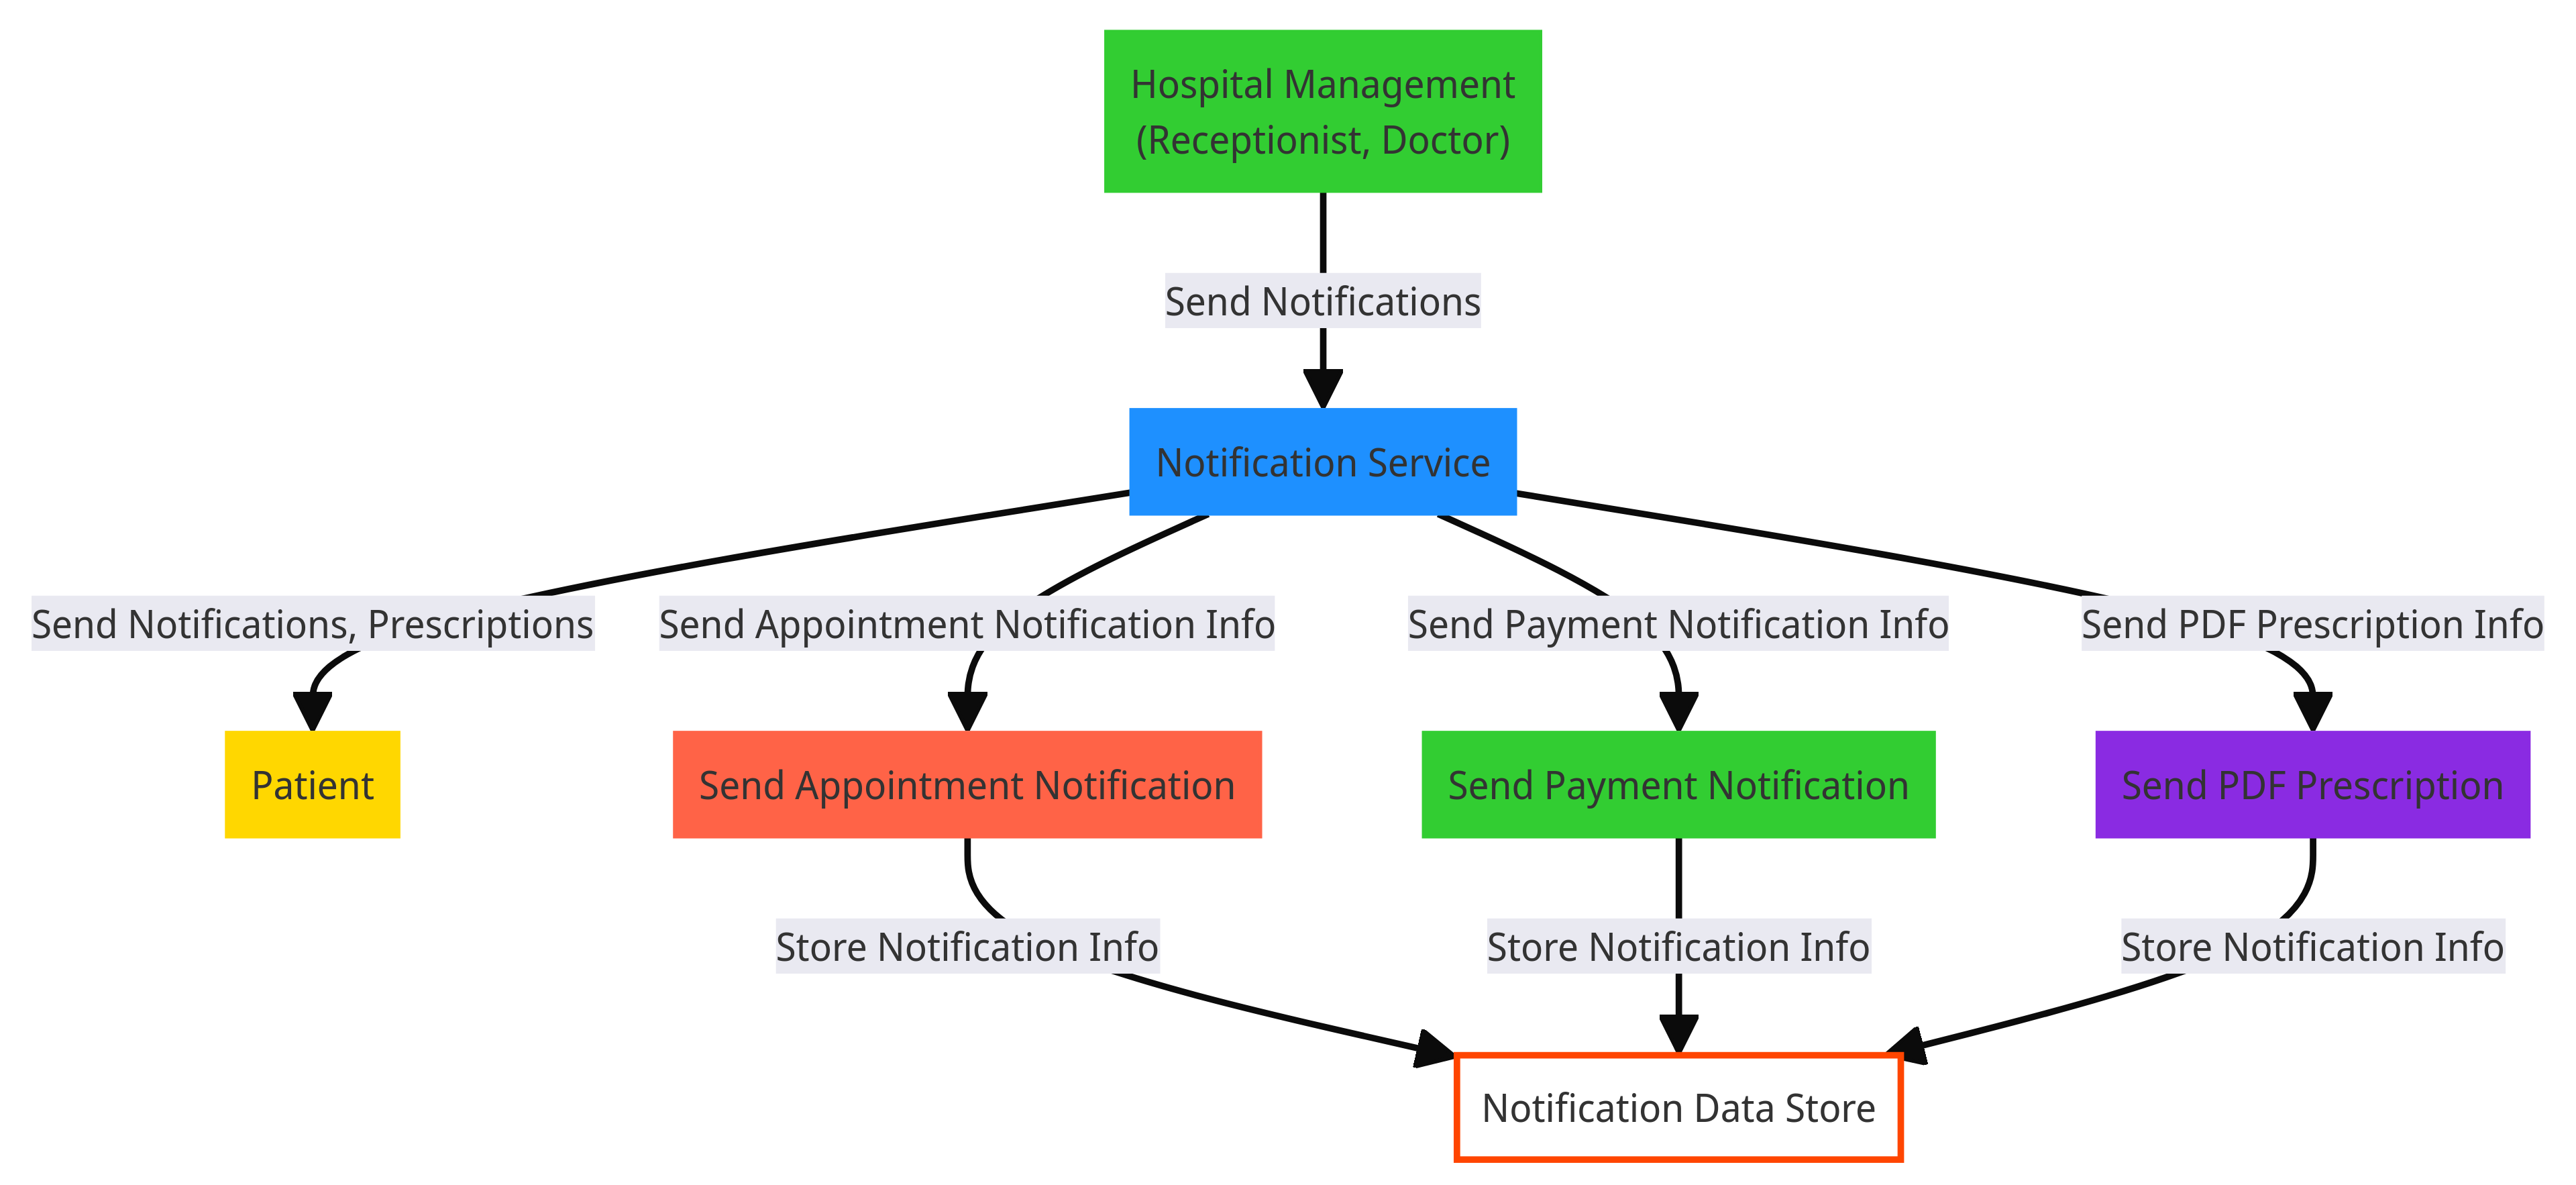 Hospital Management
(Receptionist, Doctor)
Send Notifications
Notification Service
Send Notifications, Prescriptions
Send Appointment Notification Info
Send Payment Notification Info
Send PDF Prescription Info
Patient
Send Appointment Notification
Send Payment Notification
Send PDF Prescription
Store Notification Info
Store Notification Info
Store Notification Info
Notification Data Store